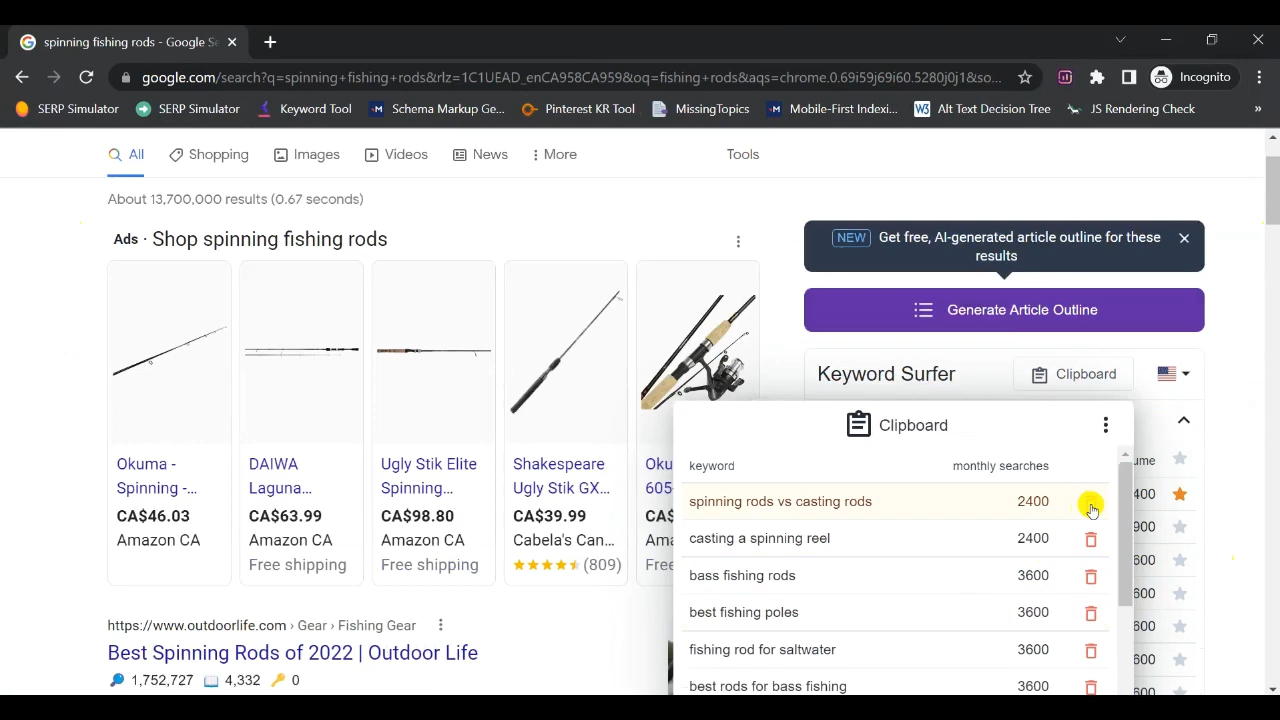 spinning fishing rods - Google Se
google.com/search?q=spinning+fishing+rods&rlz=1C1UEAD_enCA958CA959&oq=fishing+rods&aqs=chrome.0.69i59j69i60.5280j0j1&so...
Incognito
SERP Simulator
SERP Simulator
Keyword Tool
Schema Markup Ge...
Pinterest KR Tool
MissingTopics
Mobile-First Indexi...
Alt Text Decision Tree
JS Rendering Check
»
All
Shopping
Images
Videos
News
More
Tools
About 13,700,000 results (0.67 seconds)
Ads · Shop spinning fishing rods
Okuma -
Spinning -...
CA$46.03
Amazon CA
DAIWA
Laguna...
CA$63.99
Amazon CA
Free shipping
Ugly Stik Elite
Spinning...
CA$98.80
Amazon CA
Free shipping
Shakespeare
Ugly Stik GX...
CA$39.99
Cabela's Can...
(809)
Oku
605-
CA$
Ama
Free
https://www.outdoorlife.com › Gear › Fishing Gear
Best Spinning Rods of 2022 | Outdoor Life
1,752,727 4,332 0
NEW Get free, AI-generated article outline for these
results
Generate Article Outline
Keyword Surfer
Clipboard
ume
400
900
600
600
600
600
600
Clipboard
keyword monthly searches
spinning rods vs casting rods 2400
casting a spinning reel 2400
bass fishing rods 3600
best fishing poles 3600
fishing rod for saltwater 3600
best rods for bass fishing 3600